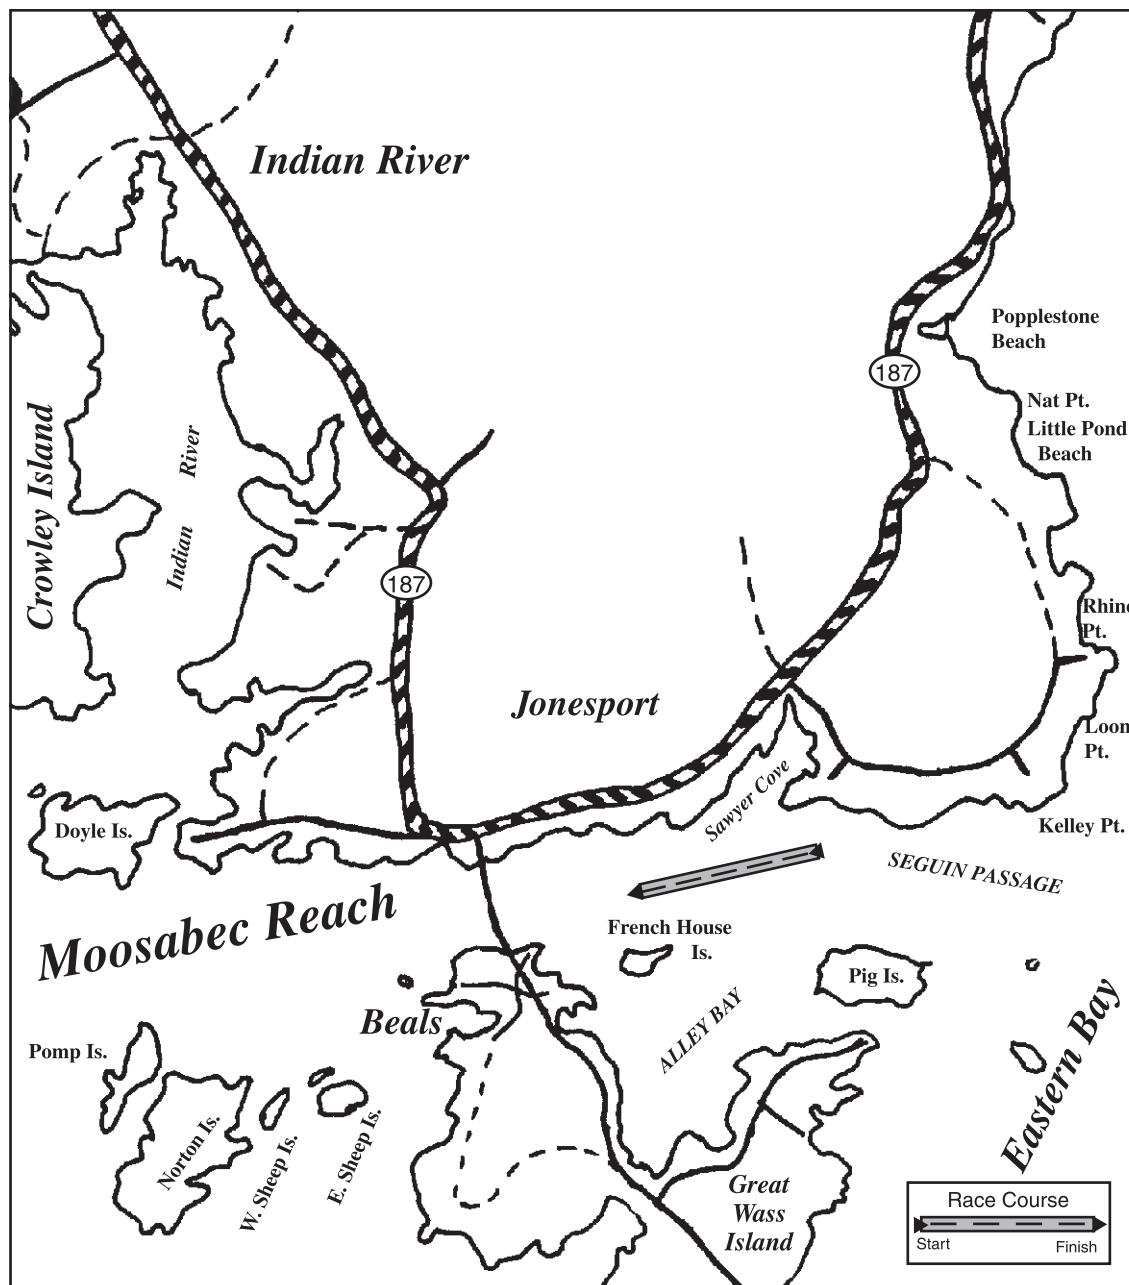 Indian River
Popplestone
Beach
187
Nat Pt.
Little Pond
Beach
Crowley Island
Indian River
187
Rhino
Pt.
Jonesport
Loon
Pt.
Sawyer Cove
Doyle Is.
Kelley Pt.
SEGUIN PASSAGE
Moosabec Reach
French House
Is.
Pig Is.
ALLEY BAY
Beals
Eastern Bay
Pomp Is.
Norton Is.
W. Sheep Is.
E. Sheep Is.
Great
Wass
Island
Race Course
Start
Finish